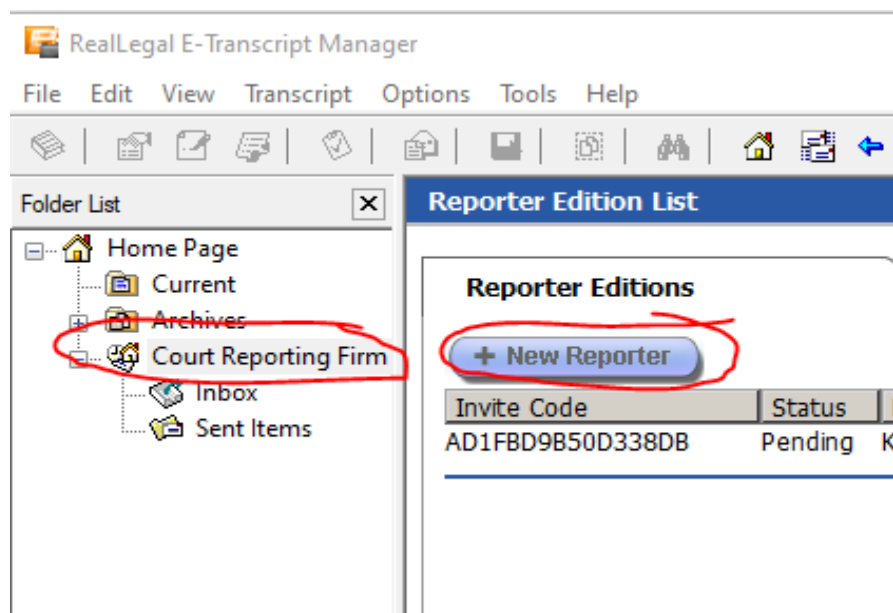 RealLegal E-Transcript Manager
File Edit View Transcript Options Tools Help
Folder List
Home Page
Current
Archives
Court Reporting Firm
Inbox
Sent Items
Reporter Edition List
Reporter Editions
+ New Reporter
Invite Code Status
AD1FBD9B50D338DB Pending K